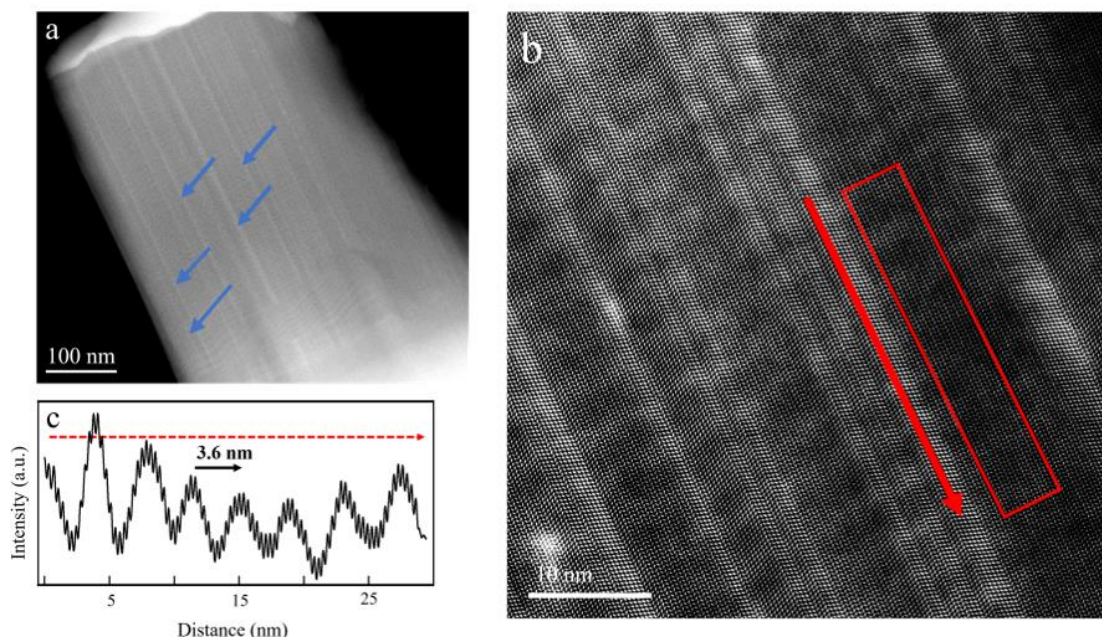 a
100 nm
b
10 nm
c
3.6 nm
Intensity (a.u.)
5 15 25
Distance (nm)